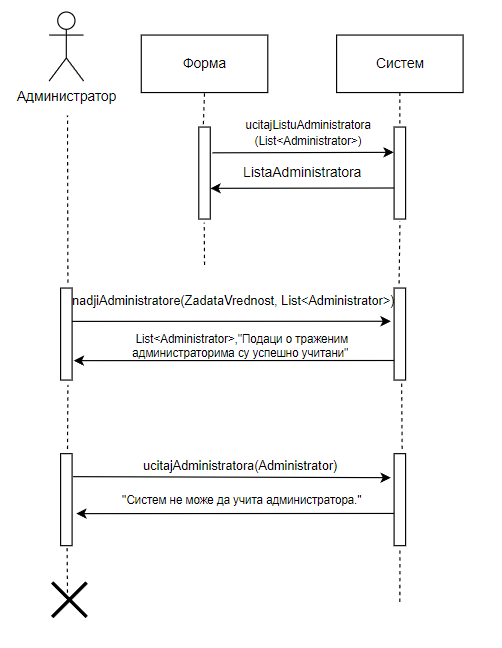 Администратор
Форма
Систем
ucitajListuAdministratora
(List<Administrator>)
ListaAdministratora
nadjiAdministratore(ZadataVrednost, List<Administrator>)
List<Administrator>,"Подаци о траженим
администраторима су успешно учитани"
ucitajAdministratora(Administrator)
"Систем не може да учита администратора."